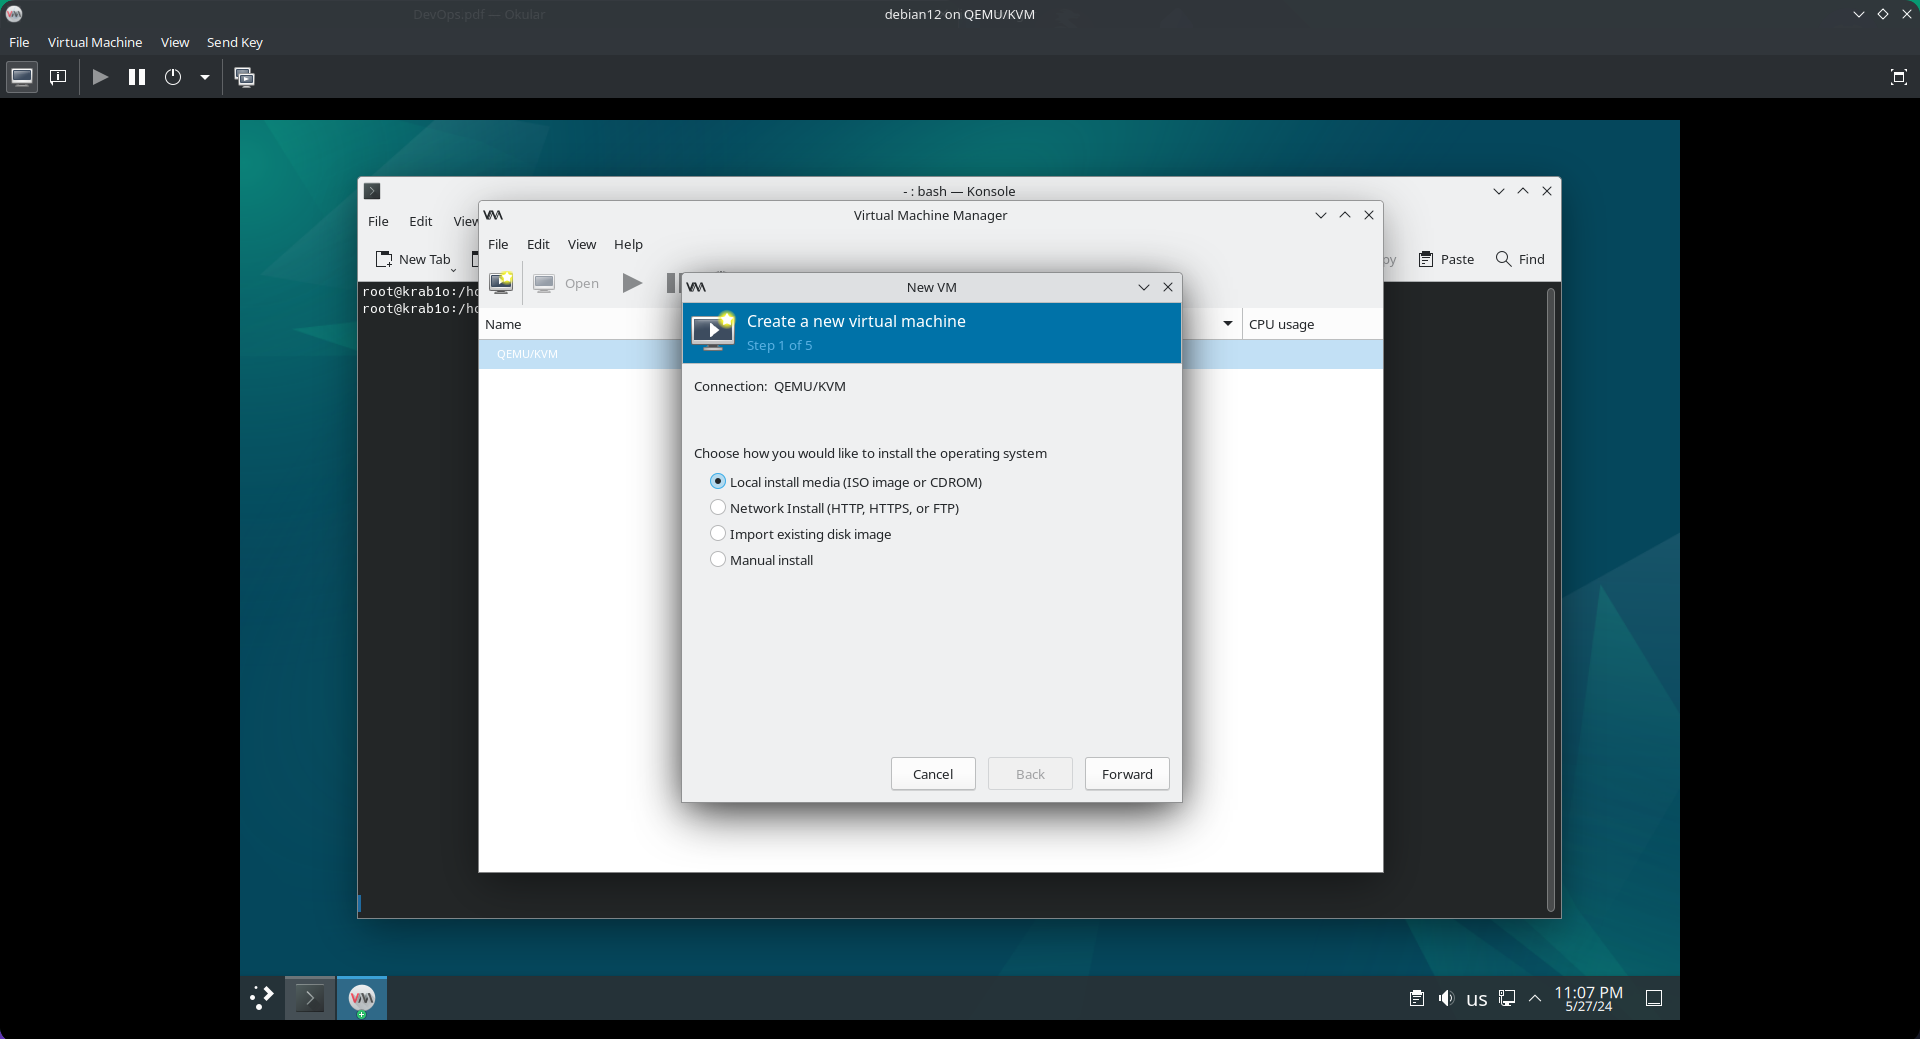 DevOps.pdf — Okular
debian12 on QEMU/KVM
File Virtual Machine View Send Key
- : bash — Konsole
File Edit View
Virtual Machine Manager
File Edit View Help
New Tab
Open
Paste Find
root@krab1o:/ho
root@krab1o:/ho
New VM
Name
CPU usage
Create a new virtual machine
Step 1 of 5
QEMU/KVM
Connection: QEMU/KVM
Choose how you would like to install the operating system
Local install media (ISO image or CDROM)
Network Install (HTTP, HTTPS, or FTP)
Import existing disk image
Manual install
Cancel Back Forward
us
11:07 PM
5/27/24